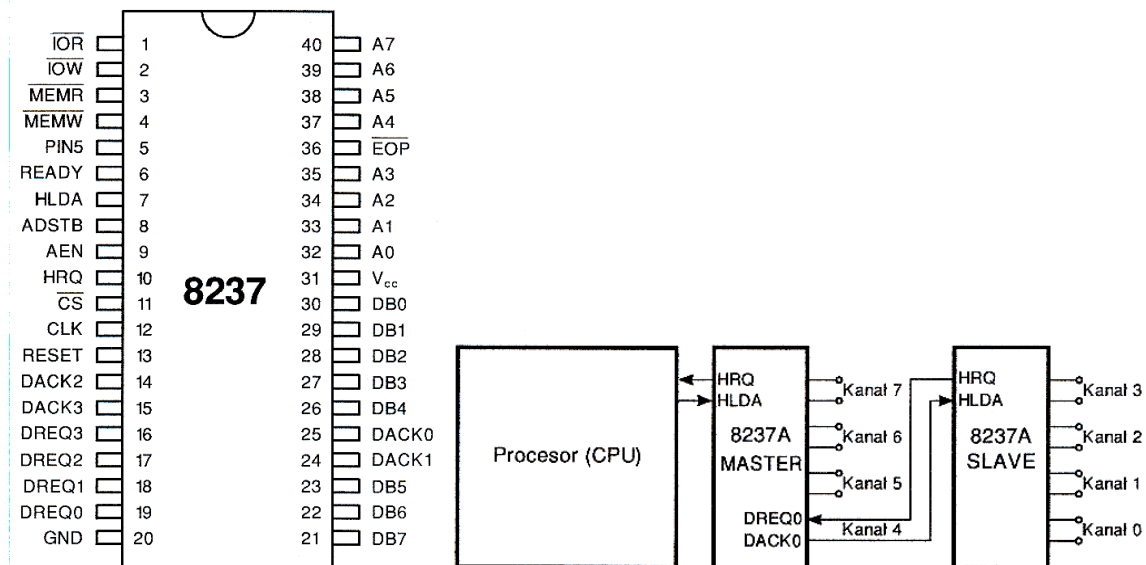 IOR 1 40 A7
IOW 2 39 A6
MEMR 3 38 A5
MEMW 4 37 A4
PIN5 5 36 EOP
READY 6 35 A3
HLDA 7 34 A2
ADSTB 8 33 A1
AEN 9 32 A0
HRQ 10 31 Vcc
CS 11 30 DB0
CLK 12 29 DB1
RESET 13 28 DB2
DACK2 14 27 DB3
DACK3 15 26 DB4
DREQ3 16 25 DACK0
DREQ2 17 24 DACK1
DREQ1 18 23 DB5
DREQ0 19 22 DB6
GND 20 21 DB7
8237
Procesor (CPU)
HRQ
HLDA
8237A
MASTER
DREQ0
DACK0
Kanał 7
Kanał 6
Kanał 5
Kanał 4
HRQ
HLDA
8237A
SLAVE
Kanał 3
Kanał 2
Kanał 1
Kanał 0